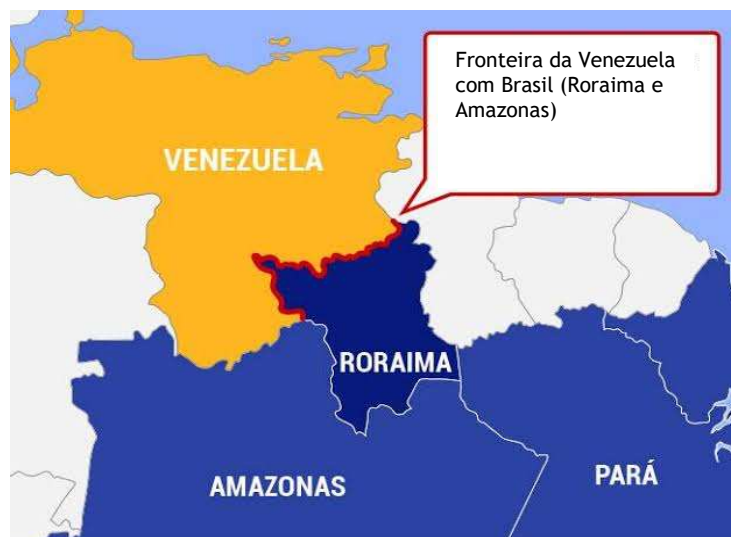 Fronteira da Venezuela
com Brasil (Roraima e
Amazonas)
VENEZUELA
RORAIMA
AMAZONAS
PARÁ